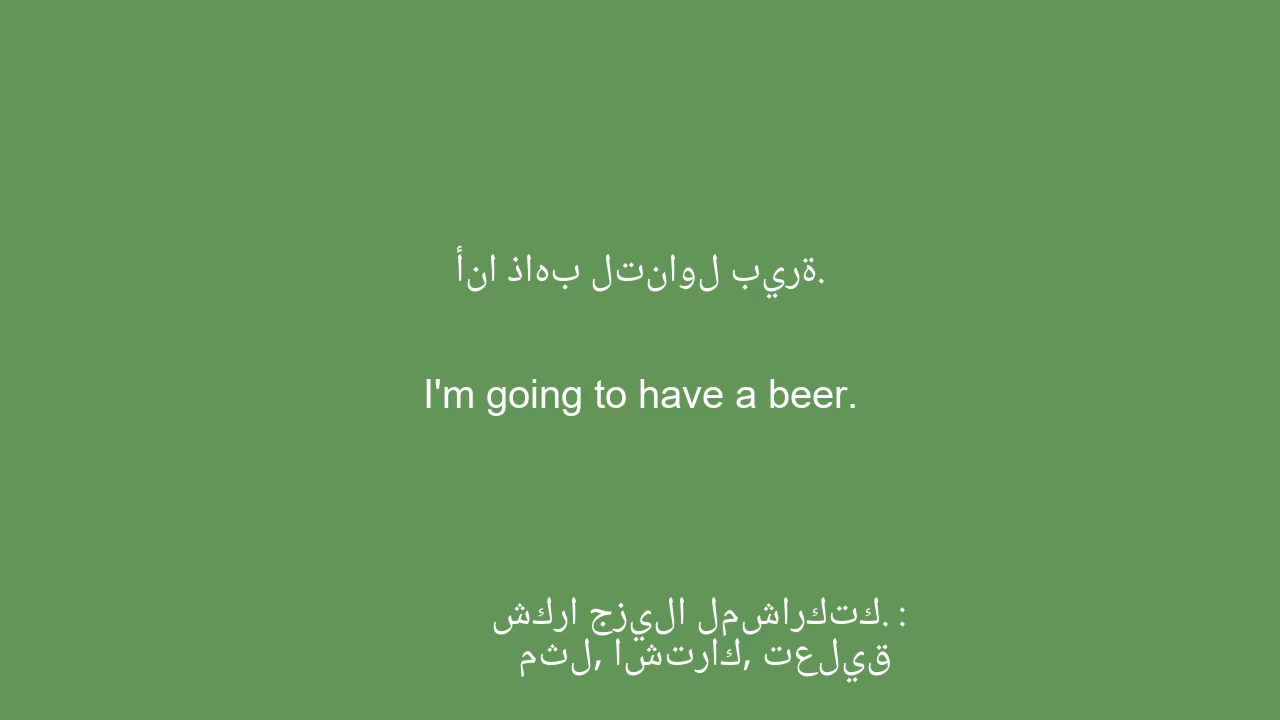 أنا ذاهب لتناول بيرة.
I'm going to have a beer.
شكرا جزيلا لمشاركتك. :
مثل, اشتراك, تعليق